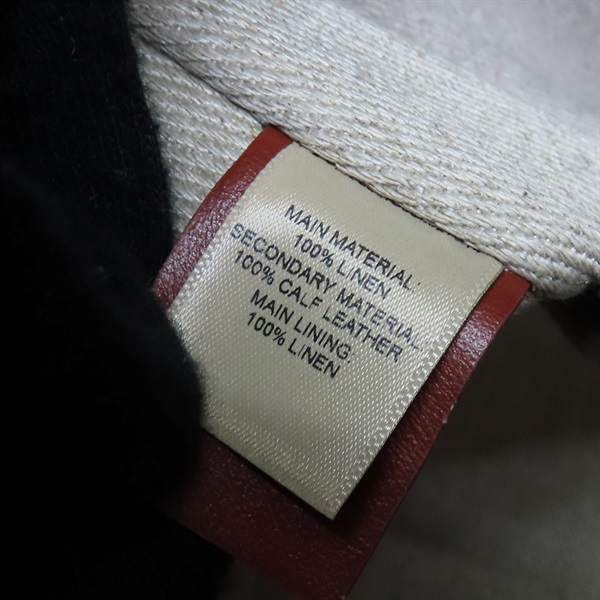 MAIN MATERIAL:
100% LINEN
SECONDARY MATERIAL
100% CALF LEATHER
MAIN LINING:
100% LINEN